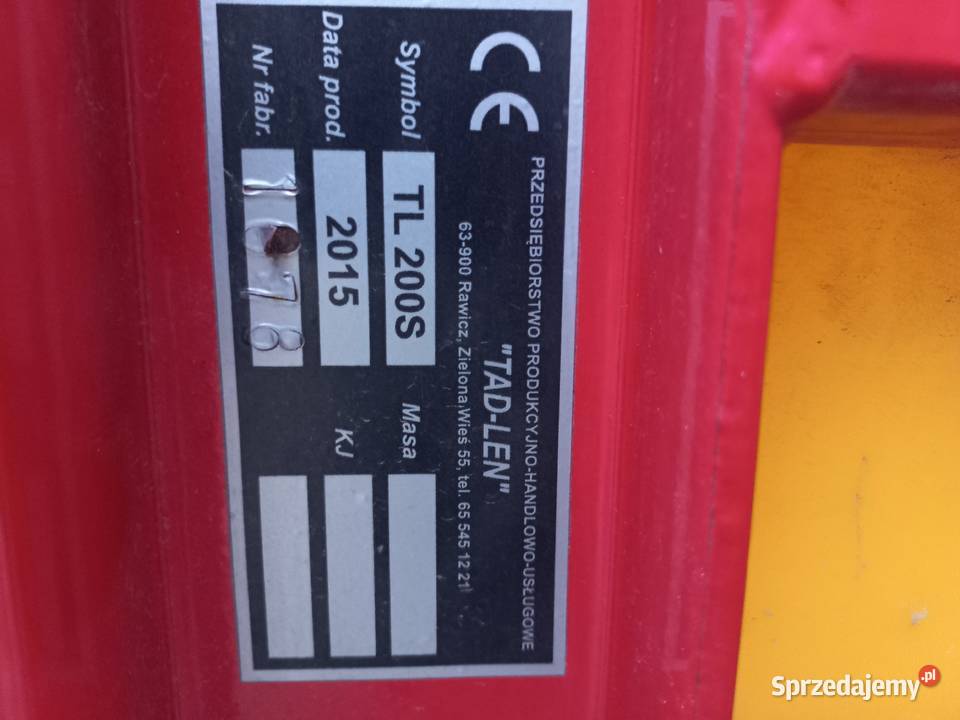 CE
PRZEDSIĘBIORSTWO PRODUKCYJNO-HANDLOWO-USŁUGOWE
"TAD-LEN"
63-900 Rawicz, Zielona Wieś 55, tel. 65 545 12 21
Symbol TL 200S Masa
Data prod. 2015 KJ
Nr fabr. 1078
Sprzedajemy.pl